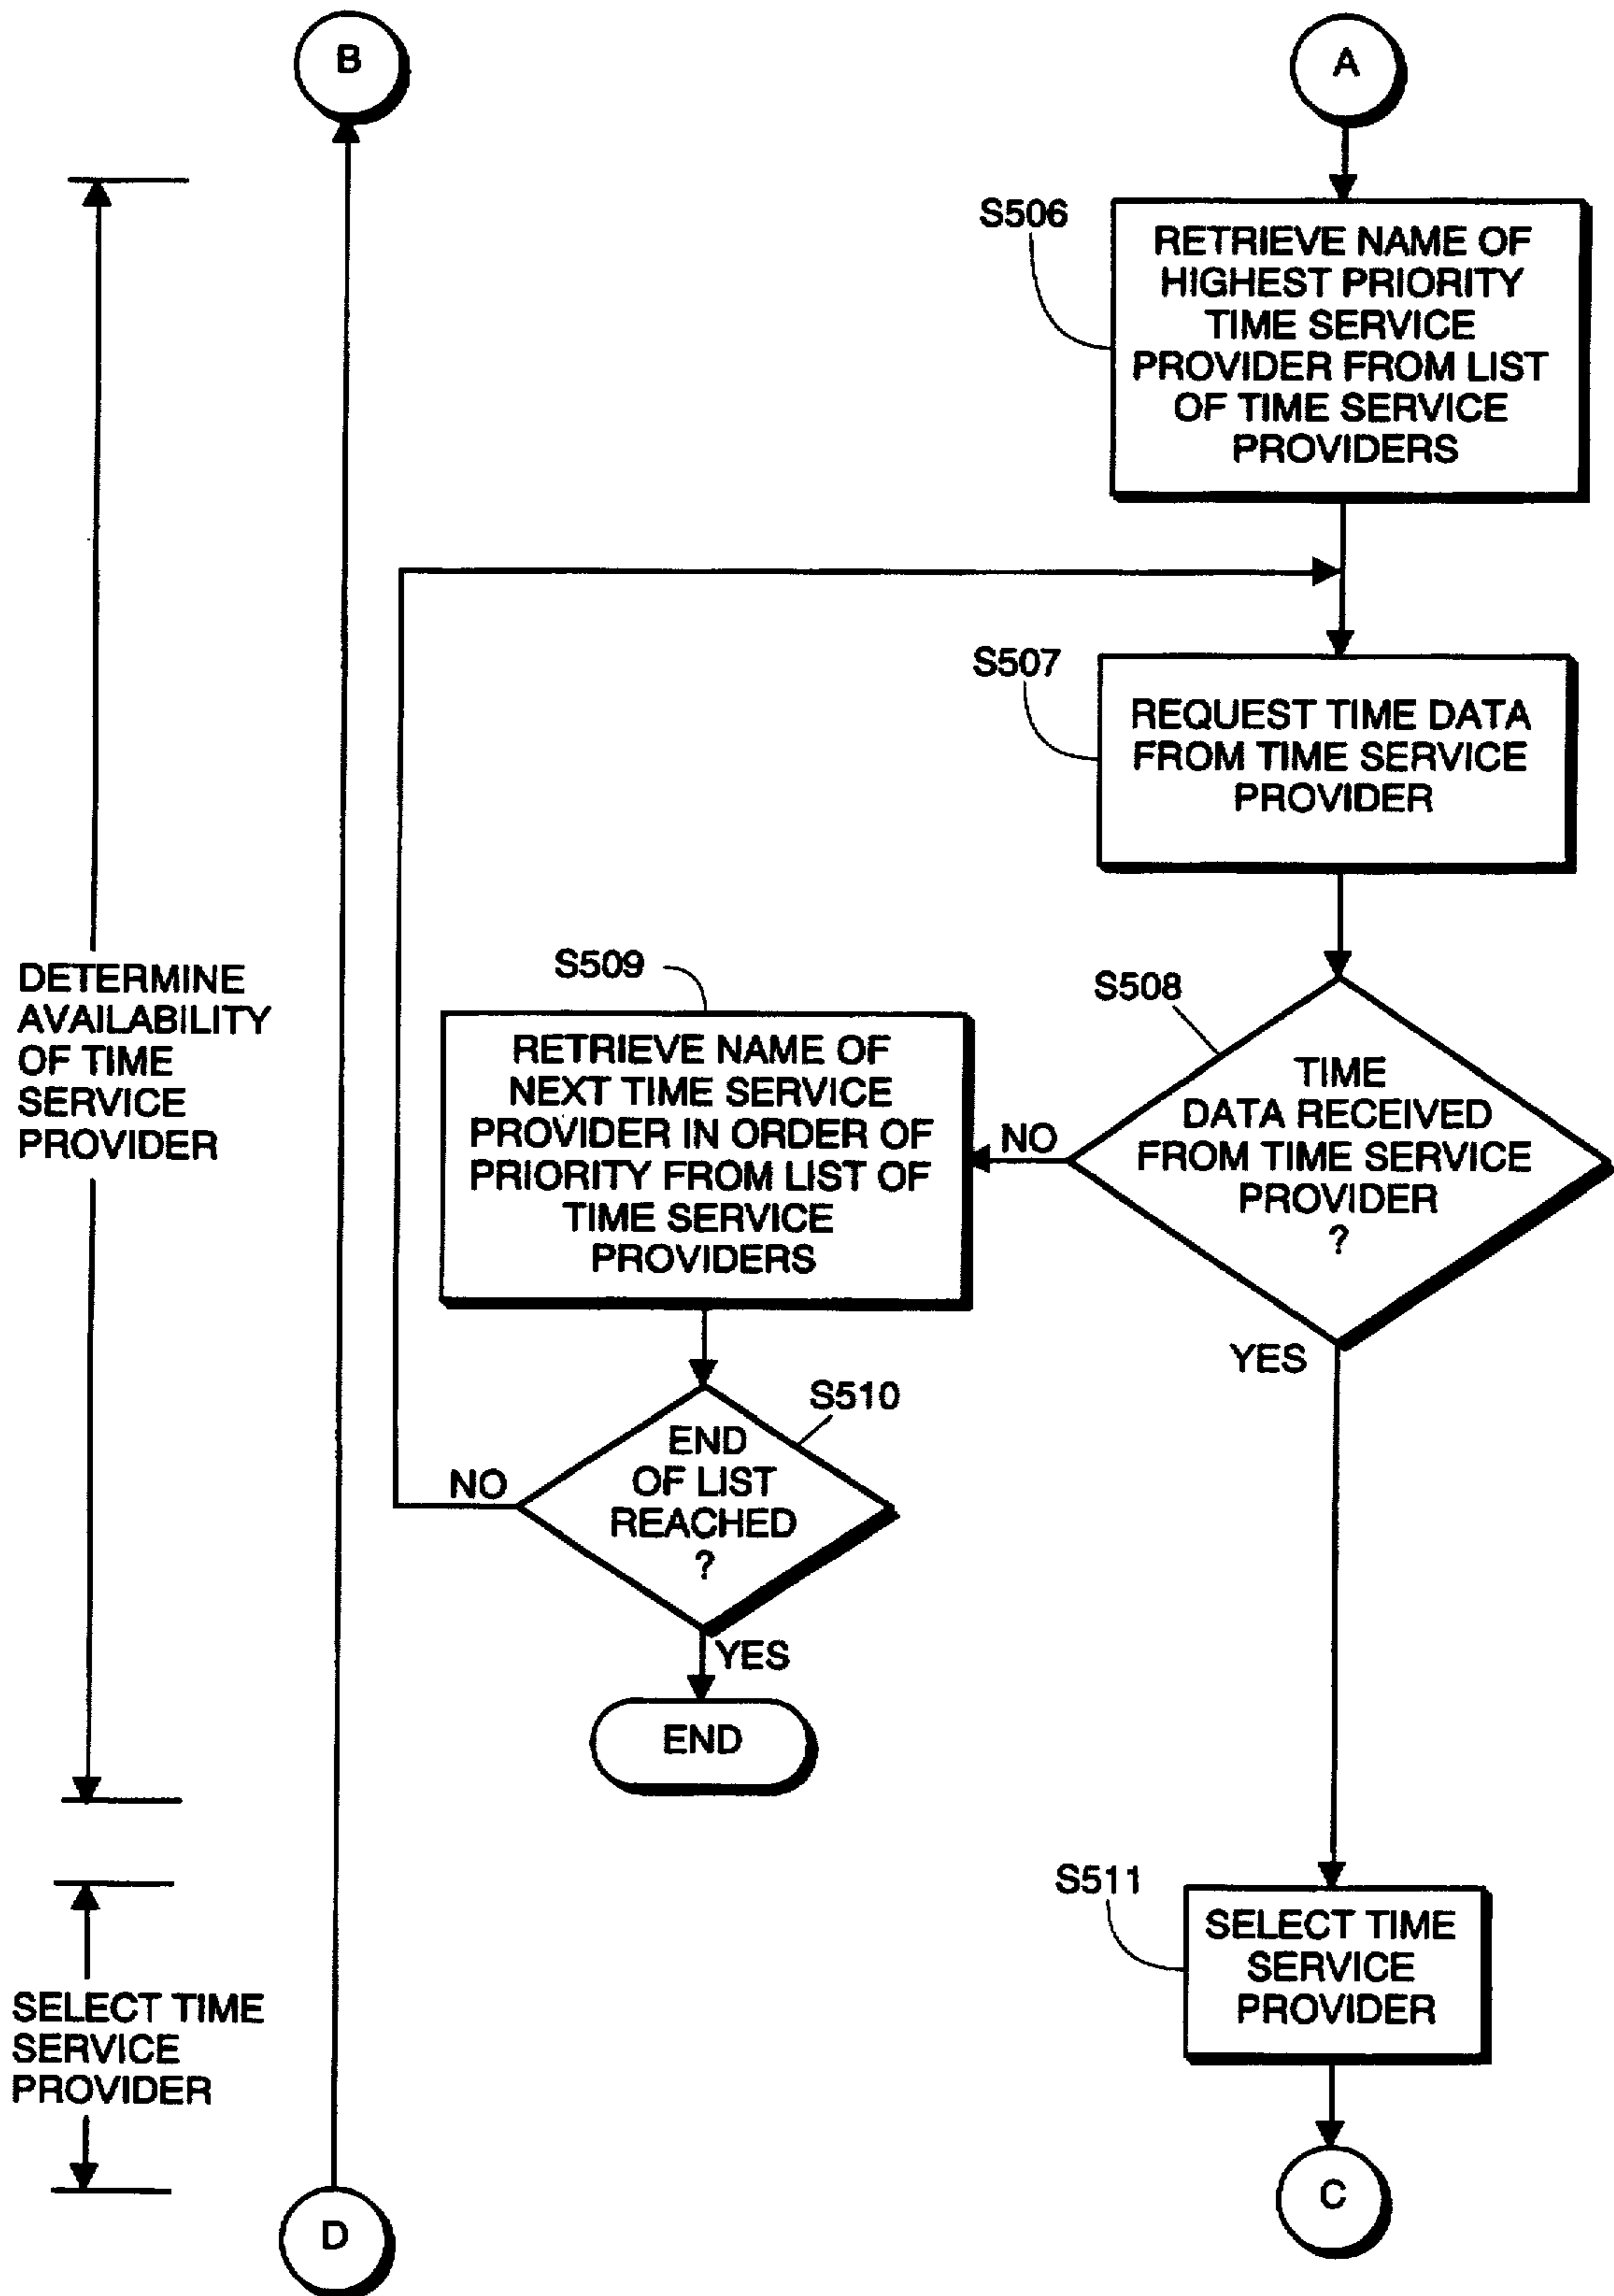 B
A
S506
RETRIEVE NAME OF
HIGHEST PRIORITY
TIME SERVICE
PROVIDER FROM LIST
OF TIME SERVICE
PROVIDERS
S507
REQUEST TIME DATA
FROM TIME SERVICE
PROVIDER
DETERMINE
AVAILABILITY
OF TIME
SERVICE
PROVIDER
S509
RETRIEVE NAME OF
NEXT TIME SERVICE
PROVIDER IN ORDER OF
PRIORITY FROM LIST OF
TIME SERVICE
PROVIDERS
NO
S508
TIME
DATA RECEIVED
FROM TIME SERVICE
PROVIDER
?
YES
S510
END
OF LIST
REACHED
?
NO
YES
END
S511
SELECT TIME
SERVICE
PROVIDER
SELECT TIME
SERVICE
PROVIDER
D
C